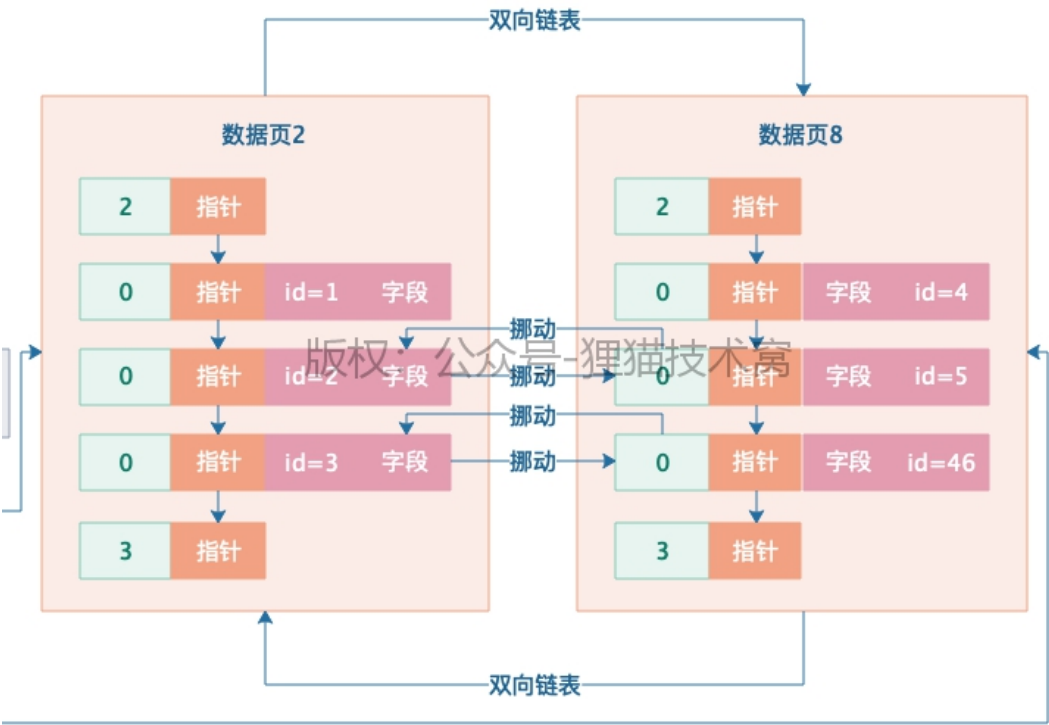 双向链表
数据页2
2 指针
0 指针 id=1 字段
0 指针 id=2 字段
0 指针 id=3 字段
3 指针
挪动
挪动
挪动
挪动
数据页8
2 指针
0 指针 字段 id=4
0 指针 字段 id=5
0 指针 字段 id=46
3 指针
版权：公众号-狸猫技术窝
双向链表